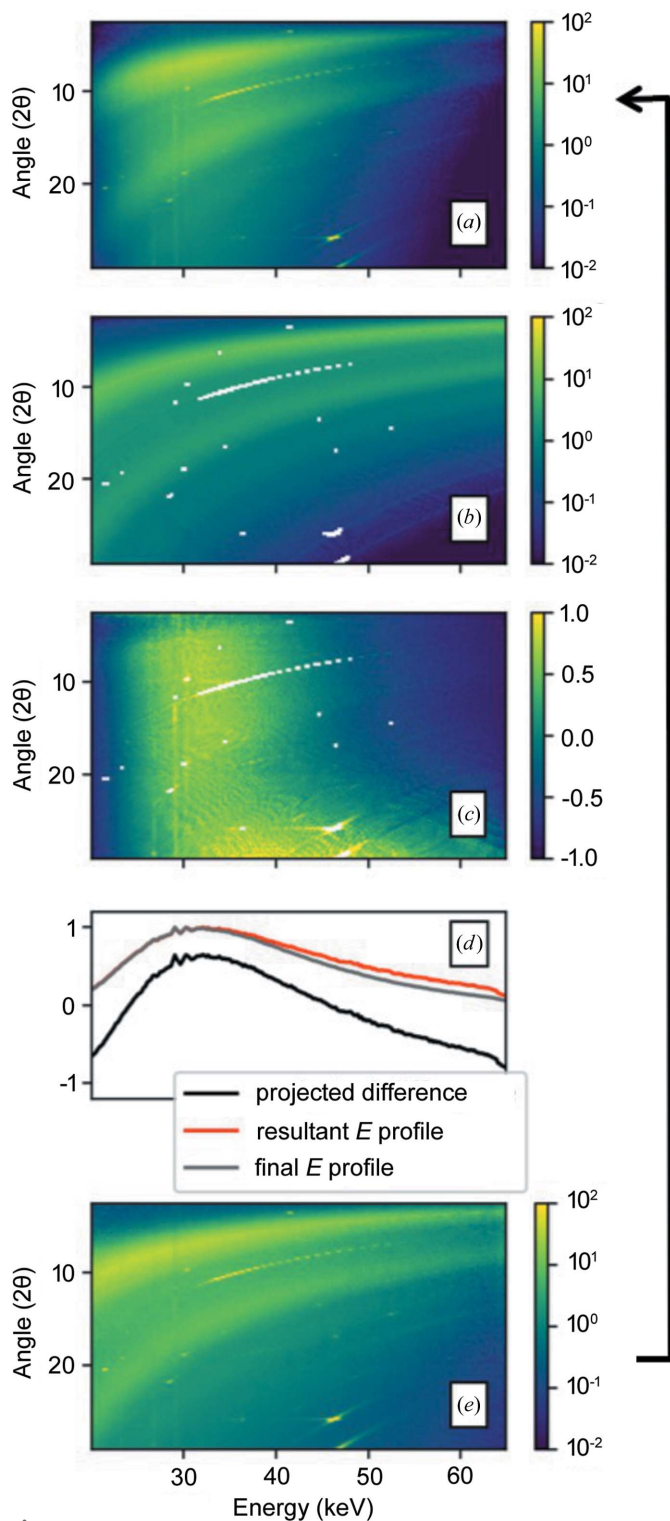 Angle (2θ)
10
20
(a)
10²
10¹
10⁰
10⁻¹
10⁻²
Angle (2θ)
10
20
(b)
10²
10¹
10⁰
10⁻¹
10⁻²
Angle (2θ)
10
20
(c)
1.0
0.5
0.0
-0.5
-1.0
1
0
-1
(d)
projected difference
resultant E profile
final E profile
Angle (2θ)
10
20
(e)
10²
10¹
10⁰
10⁻¹
10⁻²
30 40 50 60
Energy (keV)